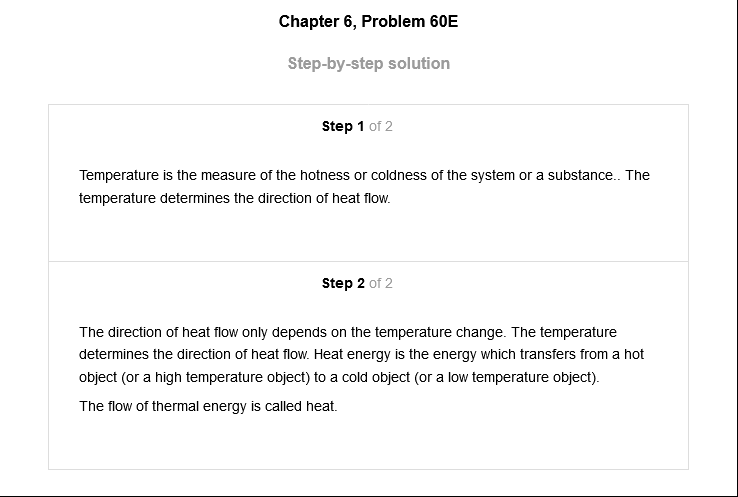 Chapter 6, Problem 60E
Step-by-step solution
Step 1 of 2
Temperature is the measure of the hotness or coldness of the system or a substance.. The
temperature determines the direction of heat flow.
Step 2 of 2
The direction of heat flow only depends on the temperature change. The temperature
determines the direction of heat flow. Heat energy is the energy which transfers from a hot
object (or a high temperature object) to a cold object (or a low temperature object).
The flow of thermal energy is called heat.